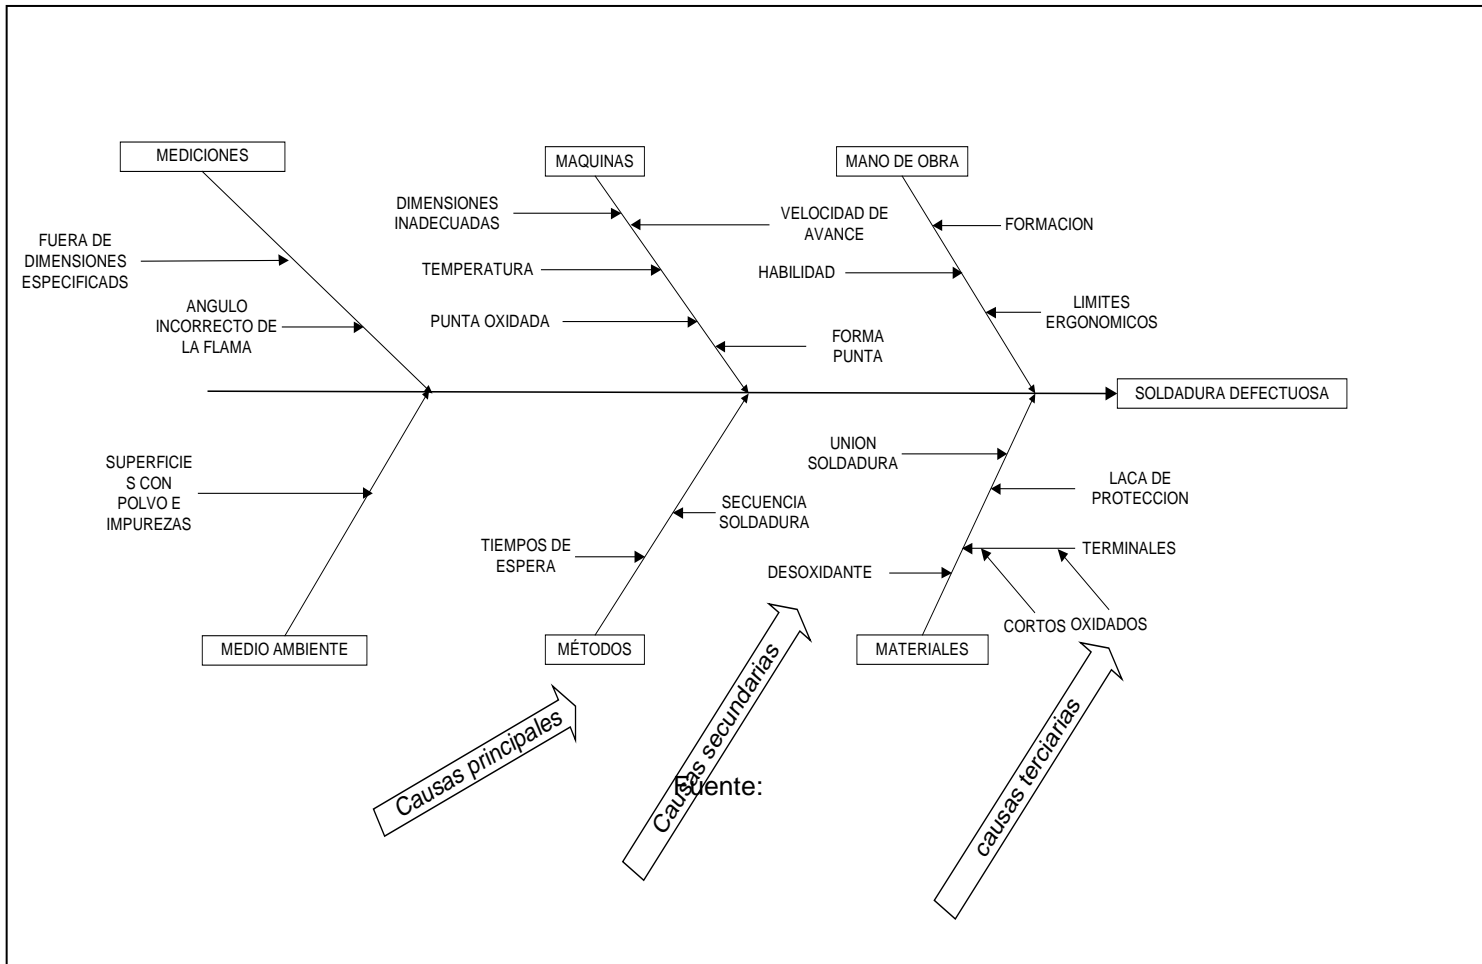 MEDICIONES
MAQUINAS
MANO DE OBRA
DIMENSIONES
INADECUADAS
VELOCIDAD DE
AVANCE
FORMACION
FUERA DE
DIMENSIONES
ESPECIFICADS
TEMPERATURA
HABILIDAD
ANGULO
INCORRECTO DE
LA FLAMA
PUNTA OXIDADA
LIMITES
ERGONOMICOS
FORMA
PUNTA
SOLDADURA DEFECTUOSA
SUPERFICIE
S CON
POLVO E
IMPUREZAS
UNION
SOLDADURA
LACA DE
PROTECCION
SECUENCIA
SOLDADURA
TIEMPOS DE
ESPERA
TERMINALES
DESOXIDANTE
CORTOS
OXIDADOS
MEDIO AMBIENTE
MÉTODOS
MATERIALES
Causas principales
Causas secundarias
causas terciarias
Fuente: